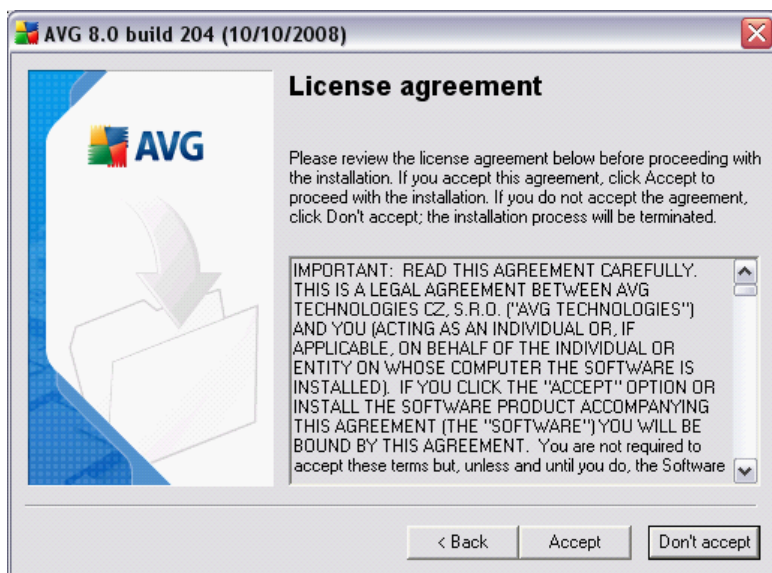 AVG 8.0 build 204 (10/10/2008)
AVG
License agreement
Please review the license agreement below before proceeding with
the installation. If you accept this agreement, click Accept to
proceed with the installation. If you do not accept the agreement,
click Don't accept; the installation process will be terminated.
IMPORTANT: READ THIS AGREEMENT CAREFULLY.
THIS IS A LEGAL AGREEMENT BETWEEN AVG
TECHNOLOGIES CZ, S.R.O. ("AVG TECHNOLOGIES")
AND YOU (ACTING AS AN INDIVIDUAL OR, IF
APPLICABLE, ON BEHALF OF THE INDIVIDUAL OR
ENTITY ON WHOSE COMPUTER THE SOFTWARE IS
INSTALLED). IF YOU CLICK THE "ACCEPT" OPTION OR
INSTALL THE SOFTWARE PRODUCT ACCOMPANYING
THIS AGREEMENT (THE "SOFTWARE") YOU WILL BE
BOUND BY THIS AGREEMENT. You are not required to
accept these terms but, unless and until you do, the Software
< Back
Accept
Don't accept